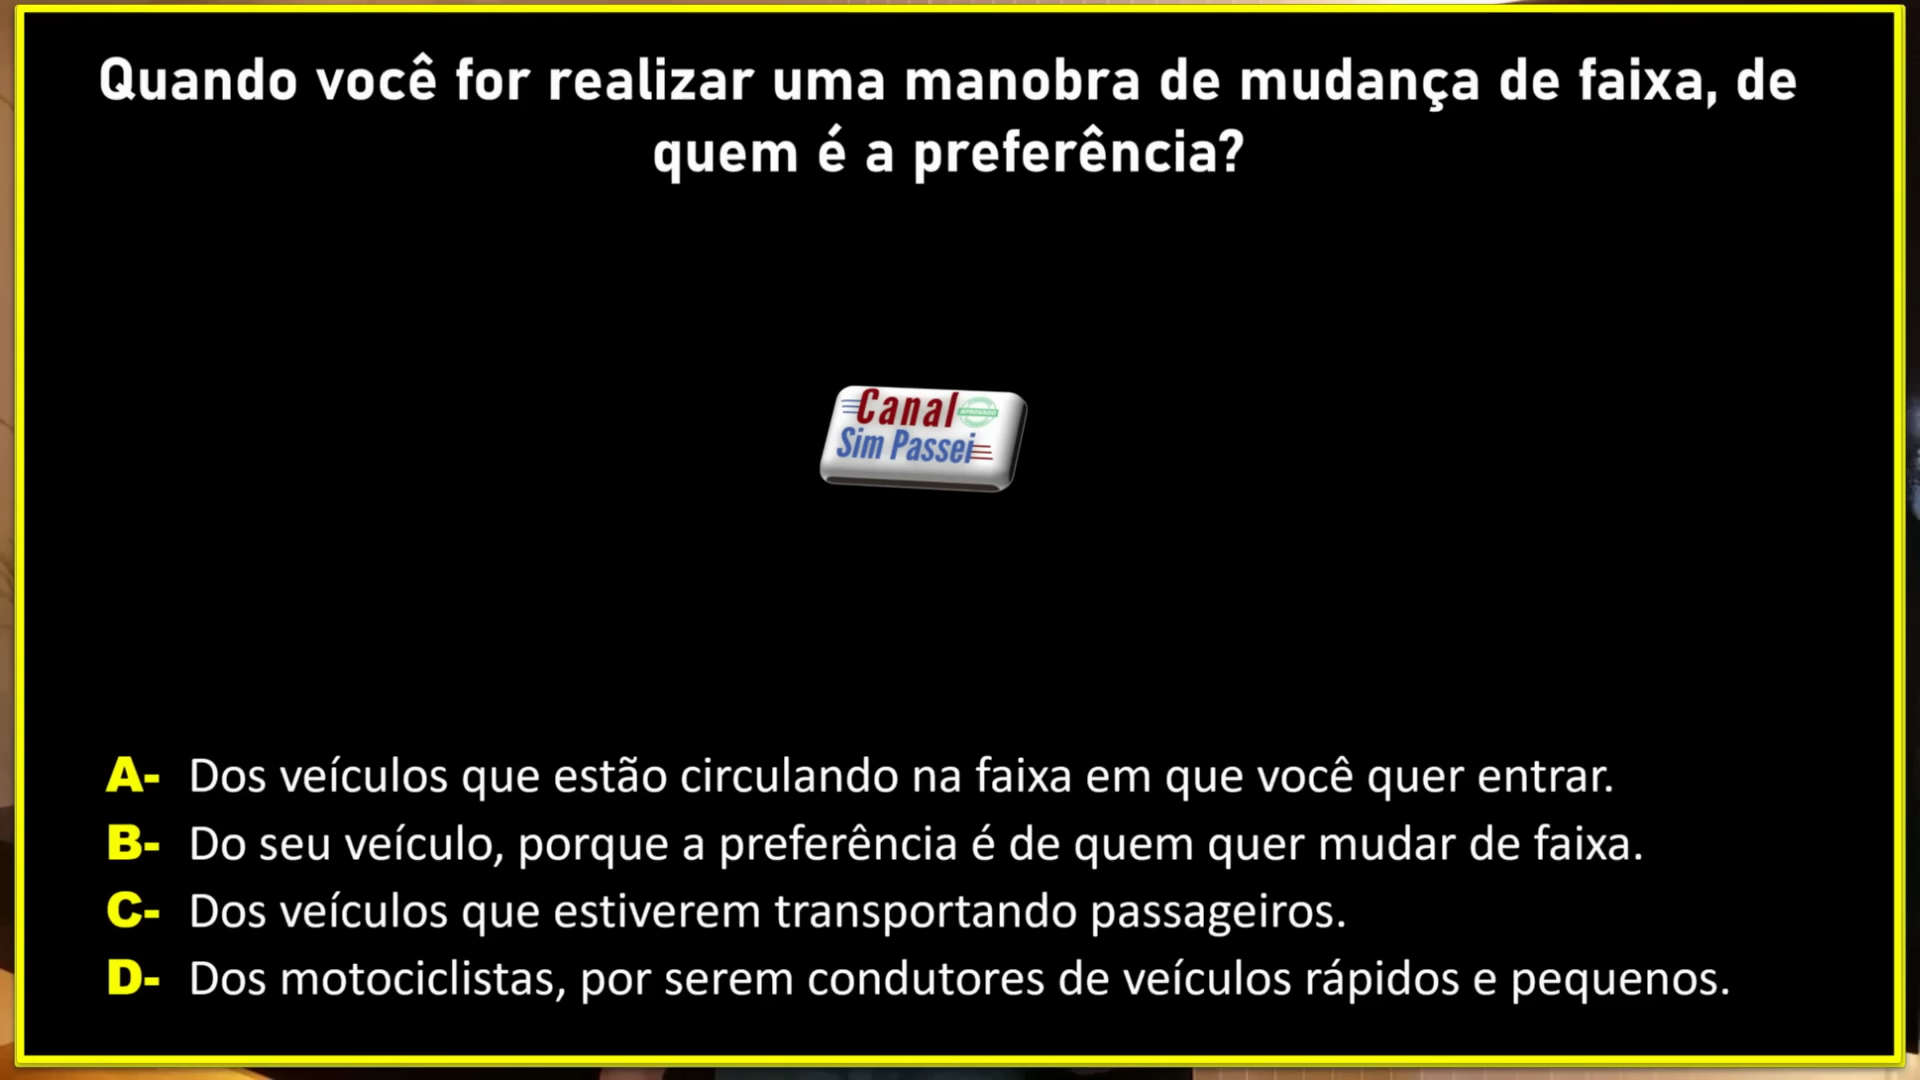 Quando você for realizar uma manobra de mudança de faixa, de
quem é a preferência?
Canal
APROVADO
Sim Passei
A- Dos veículos que estão circulando na faixa em que você quer entrar.
B- Do seu veículo, porque a preferência é de quem quer mudar de faixa.
C- Dos veículos que estiverem transportando passageiros.
D- Dos motociclistas, por serem condutores de veículos rápidos e pequenos.